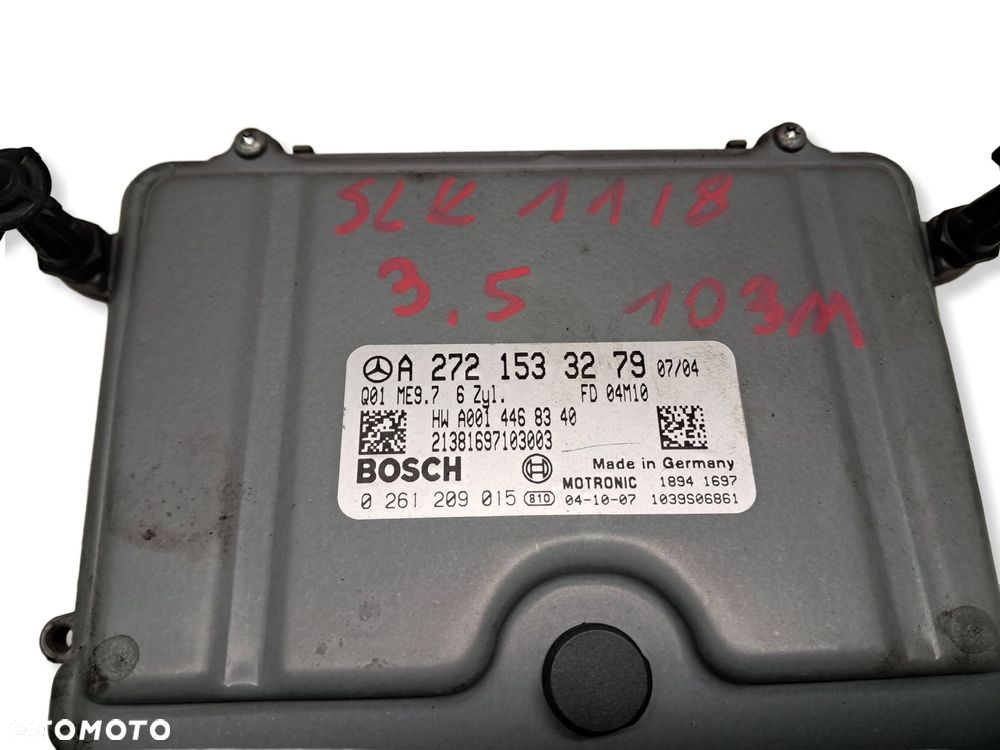 SLK 1118
3.5 103M
A 272 153 32 79 07/04
Q01 ME9.7 6 Zyl. FD 04M10
HW A001 446 83 40
21381697103003
BOSCH Made in Germany
MOTRONIC 1894 1697
0 261 209 015 810 04-10-07 1039S06861
OTOMOTO